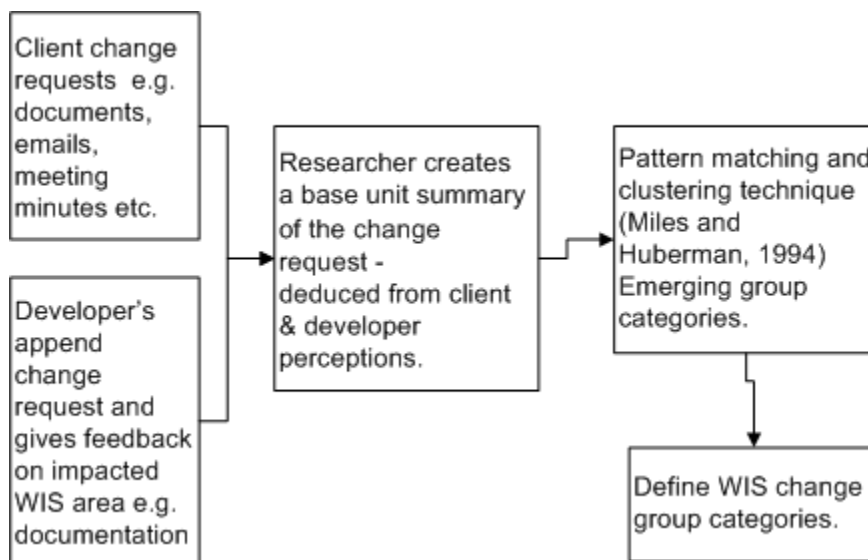 Client change
requests  e.g.
documents,
emails,
meeting
minutes etc.
Developer's
append
change
request and
gives feedback
on impacted
WIS area e.g.
documentation
Researcher creates
a base unit summary
of the change
request -
deduced from client
& developer
perceptions.
Pattern matching and
clustering technique
(Miles and
Huberman, 1994)
Emerging group
categories.
Define WIS change
group categories.